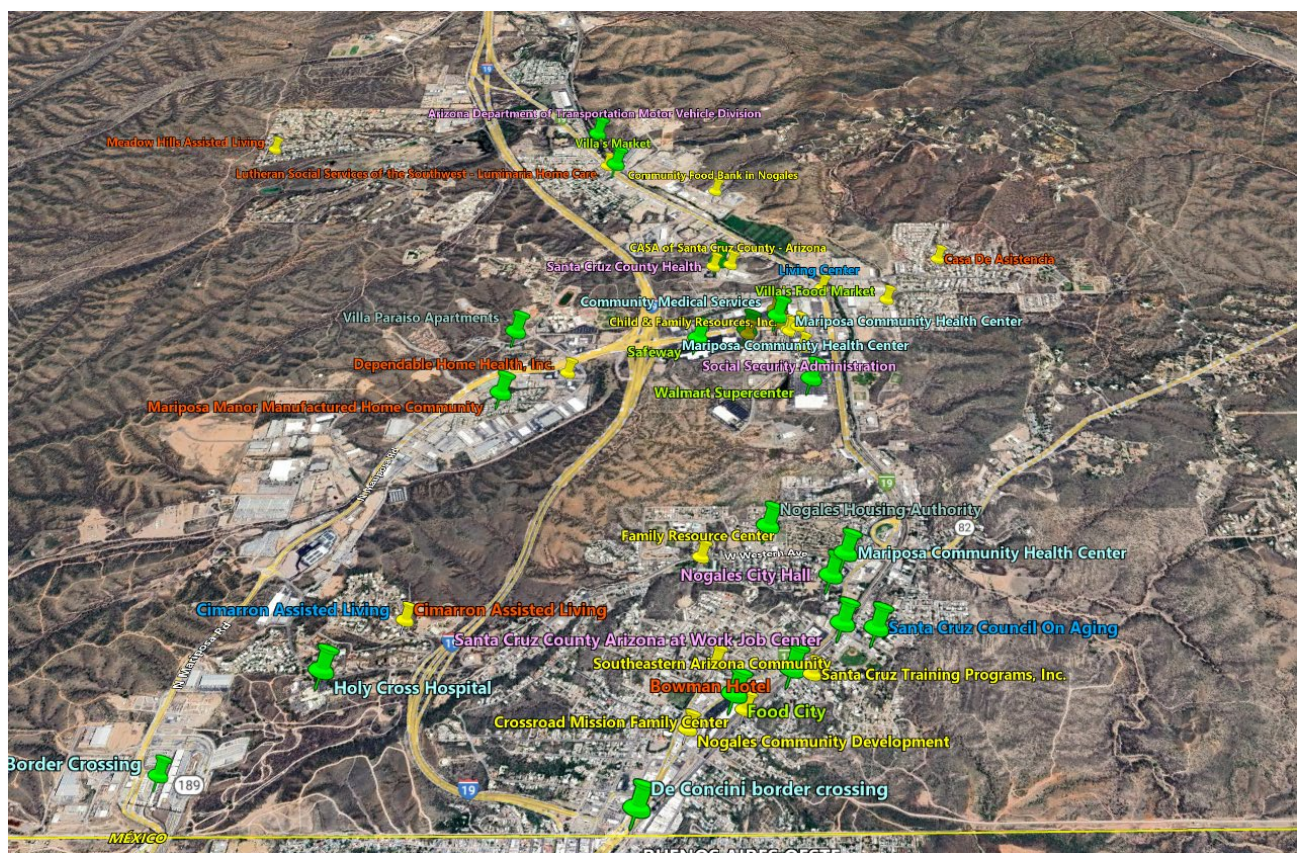 19
Arizona Department of Transportation Motor Vehicle Division
Meadow Hills Assisted Living
Villa's Market
Lutheran Social Services of the Southwest - Luminaria Home Care
Community Food Bank in Nogales
CASA of Santa Cruz County - Arizona
Casa De Asistencia
Santa Cruz County Health
Living Center
Villa's Food Market
Community Medical Services
Villa Paraiso Apartments
Child & Family Resources, Inc.
Mariposa Community Health Center
Safeway
Mariposa Community Health Center
Dependable Home Health, Inc.
Social Security Administration
Walmart Supercenter
Mariposa Manor Manufactured Home Community
19
Nogales Housing Authority
82
Family Resource Center
W Western Ave
Mariposa Community Health Center
Nogales City Hall
Cimarron Assisted Living
Cimarron Assisted Living
Santa Cruz Council On Aging
Santa Cruz County Arizona at Work Job Center
N Mariposa Rd
Southeastern Arizona Community
Santa Cruz Training Programs, Inc.
Holy Cross Hospital
Bowman Hotel
Food City
Crossroad Mission Family Center
Nogales Community Development
Border Crossing
189
19
De Concini border crossing
MÉXICO
BUENOS AIRES OESTE